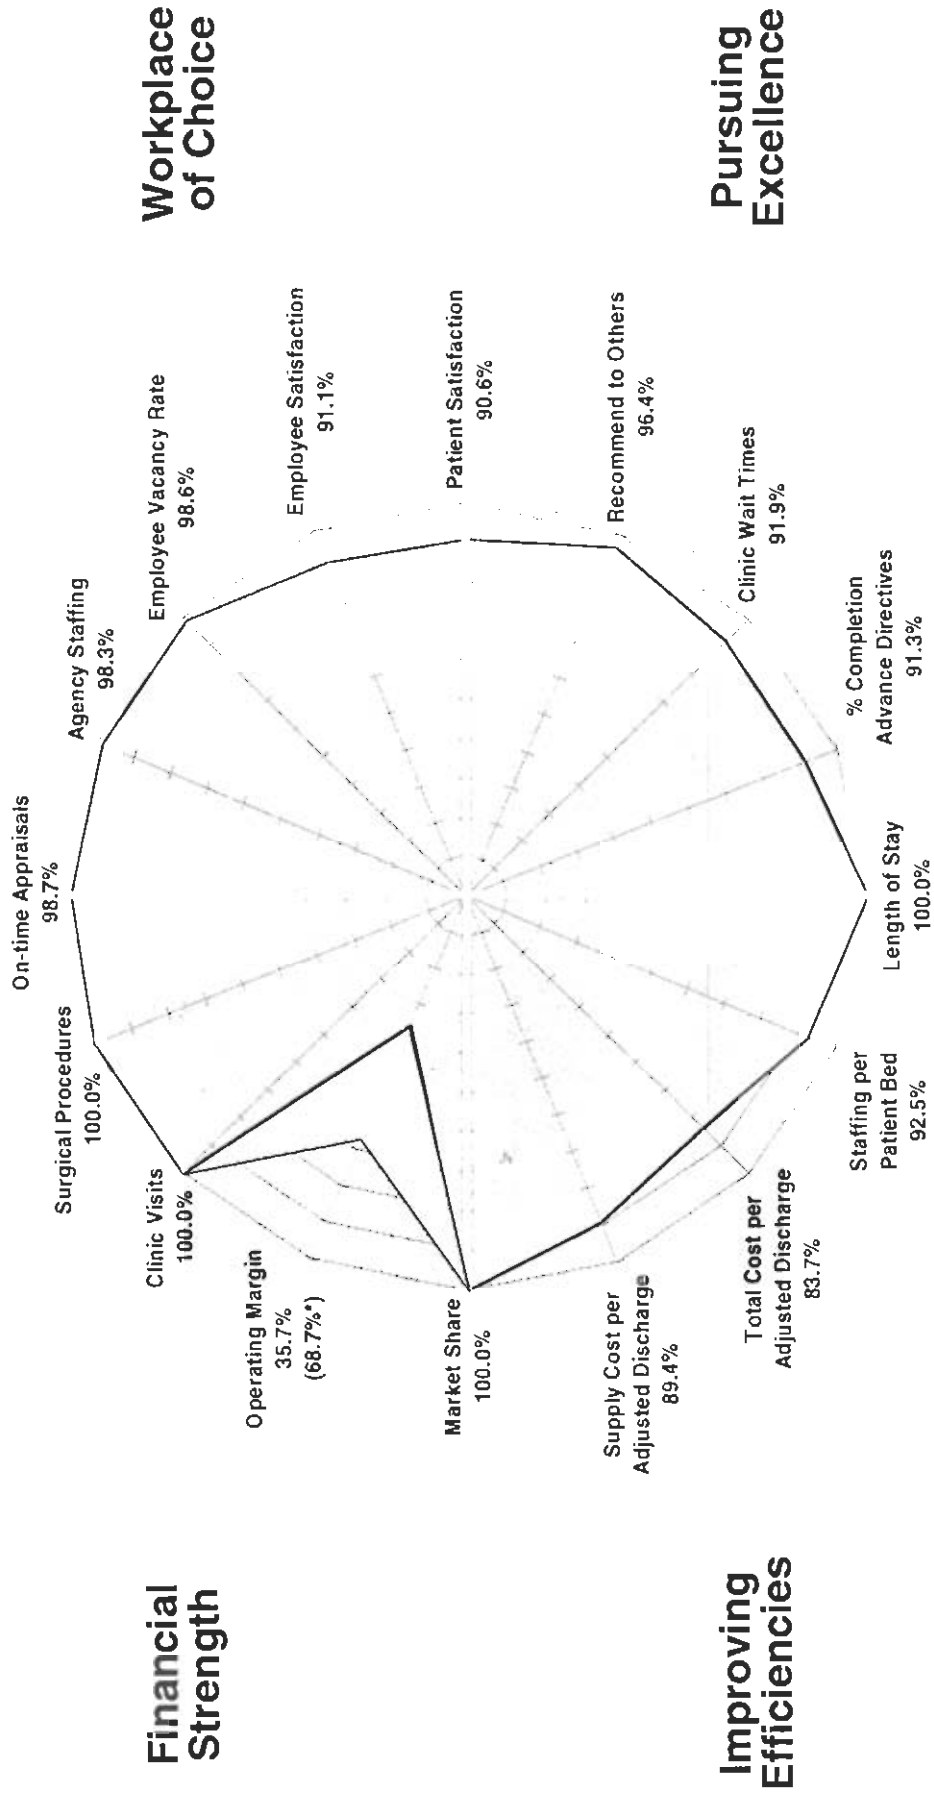 Financial
Strength
Workplace
of Choice
On-time Appraisals
98.7%
Surgical Procedures
100.0%
Agency Staffing
98.3%
Clinic Visits
100.0%
Employee Vacancy Rate
98.6%
Operating Margin
35.7%
(68.7%*)
Employee Satisfaction
91.1%
Market Share
100.0%
Patient Satisfaction
90.6%
Supply Cost per
Adjusted Discharge
89.4%
Recommend to Others
96.4%
Total Cost per
Adjusted Discharge
83.7%
Clinic Wait Times
91.9%
Staffing per
Patient Bed
92.5%
% Completion
Advance Directives
91.3%
Length of Stay
100.0%
Improving
Efficiencies
Pursuing
Excellence